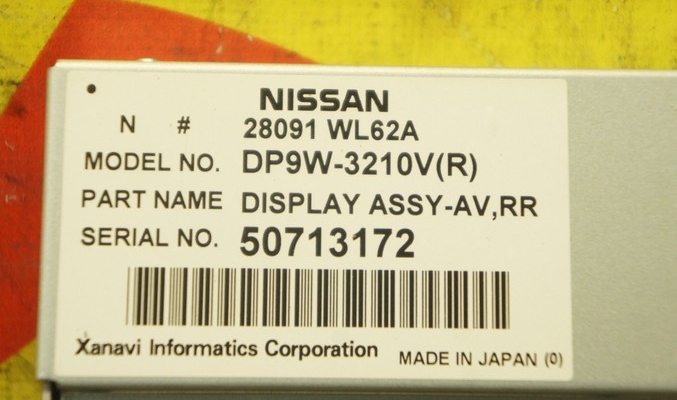 NISSAN
N # 28091 WL62A
MODEL NO. DP9W-3210V(R)
PART NAME DISPLAY ASSY-AV,RR
SERIAL NO. 50713172
Xanavi Informatics Corporation MADE IN JAPAN (0)